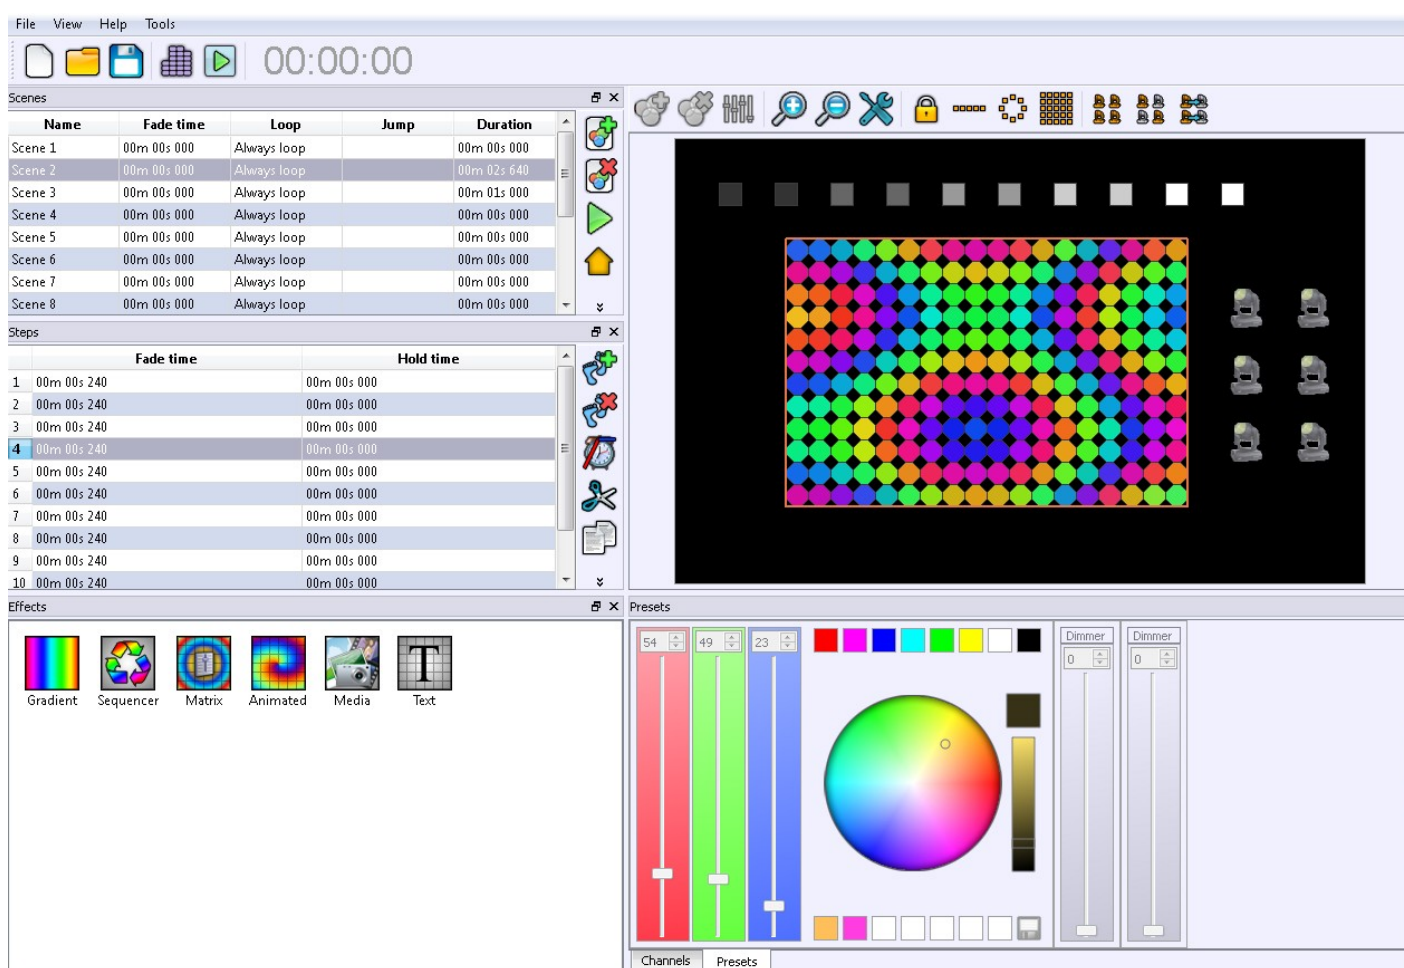 File View Help Tools
00:00:00
Scenes
Name Fade time Loop Jump Duration
Scene 1 00m 00s 000 Always loop 00m 00s 000
Scene 2 00m 00s 000 Always loop 00m 02s 640
Scene 3 00m 00s 000 Always loop 00m 01s 000
Scene 4 00m 00s 000 Always loop 00m 00s 000
Scene 5 00m 00s 000 Always loop 00m 00s 000
Scene 6 00m 00s 000 Always loop 00m 00s 000
Scene 7 00m 00s 000 Always loop 00m 00s 000
Scene 8 00m 00s 000 Always loop 00m 00s 000
Steps
Fade time Hold time
1 00m 00s 240 00m 00s 000
2 00m 00s 240 00m 00s 000
3 00m 00s 240 00m 00s 000
4 00m 00s 240 00m 00s 000
5 00m 00s 240 00m 00s 000
6 00m 00s 240 00m 00s 000
7 00m 00s 240 00m 00s 000
8 00m 00s 240 00m 00s 000
9 00m 00s 240 00m 00s 000
10 00m 00s 240 00m 00s 000
Effects
T
Gradient Sequencer Matrix Animated Media Text
Presets
54 49 23
Dimmer Dimmer
0 0
Channels Presets